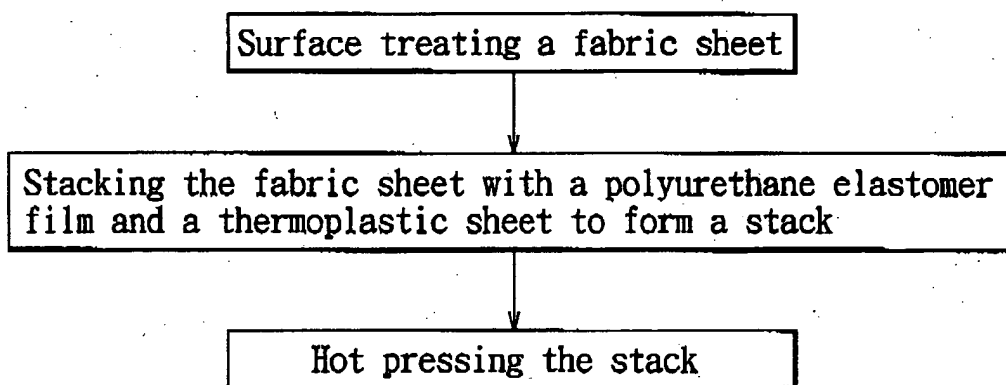 Surface treating a fabric sheet
Stacking the fabric sheet with a polyurethane elastomer
film and a thermoplastic sheet to form a stack
Hot pressing the stack